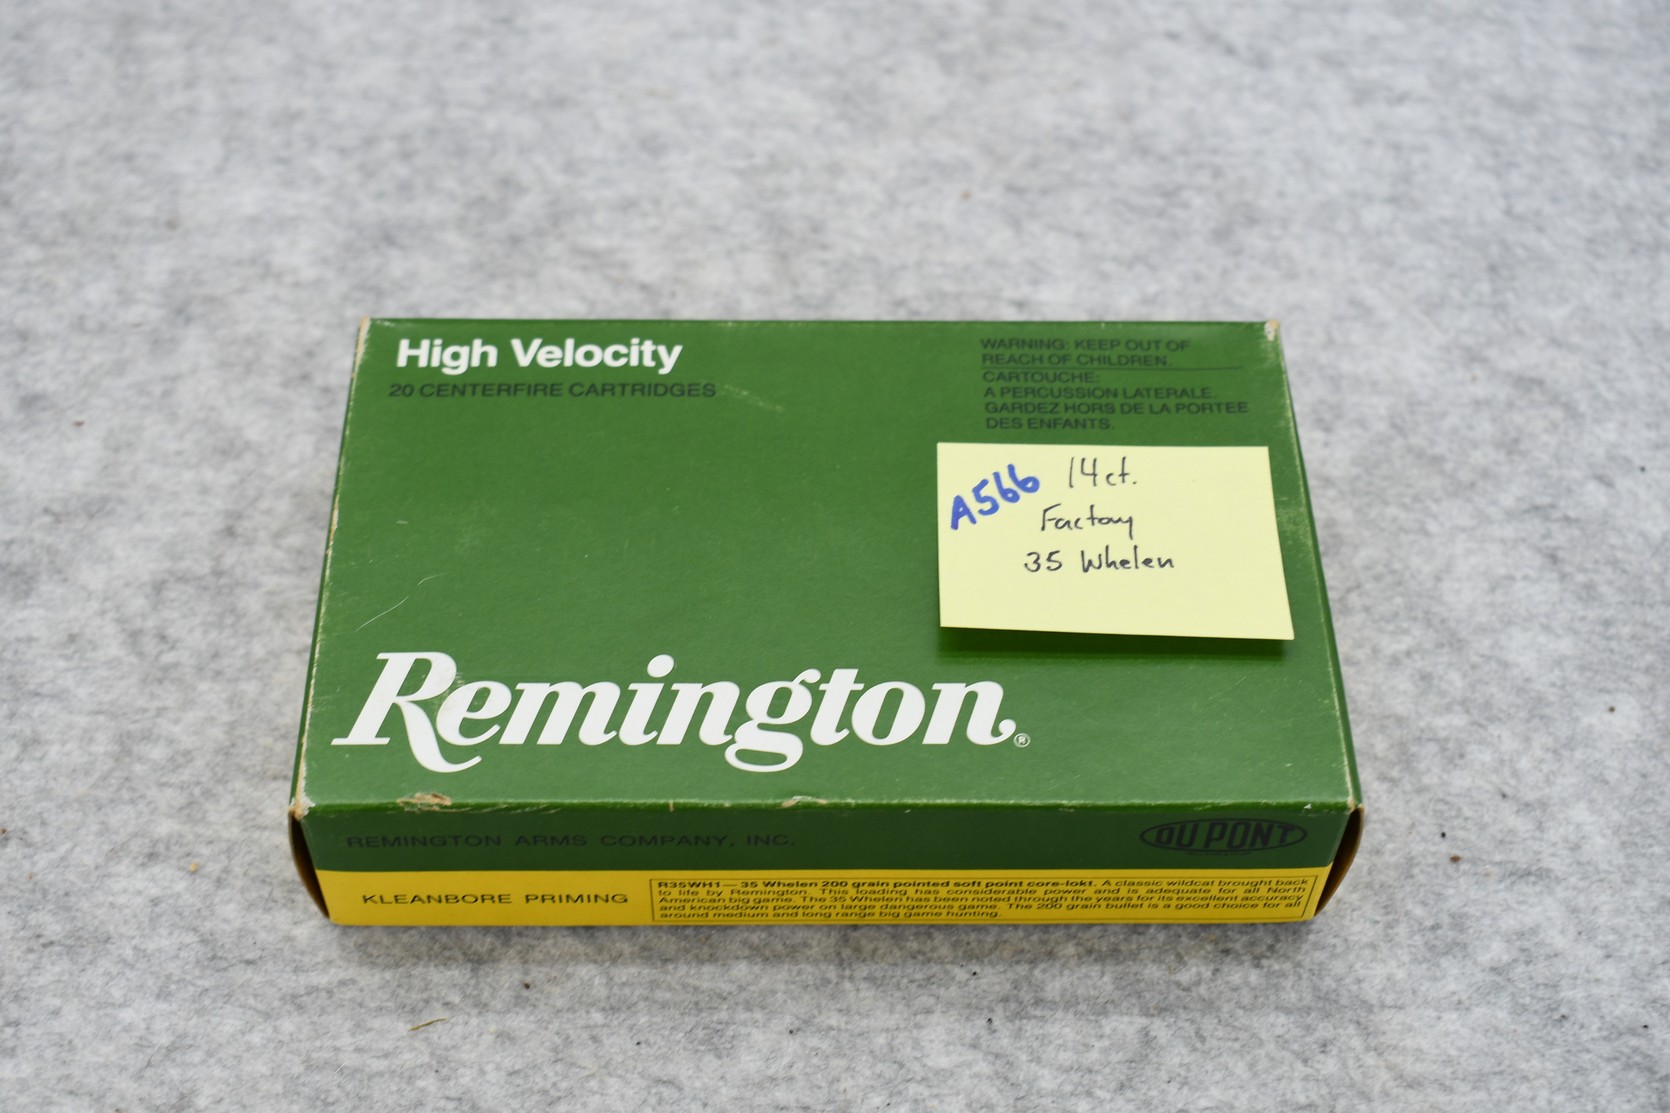 High Velocity
20 CENTERFIRE CARTRIDGES
WARNING: KEEP OUT OF
REACH OF CHILDREN.
CARTOUCHE:
A PERCUSSION LATERALE.
GARDEZ HORS DE LA PORTEE
DES ENFANTS.
A566 14ct.
Factory
35 Whelen
Remington®
REMINGTON ARMS COMPANY, INC.
DU PONT
KLEANBORE PRIMING
R35WH1—35 Whelen 200 grain pointed soft point core-lokt. A classic wildcat brought back
to life by Remington. This loading has considerable power and is adequate for all North
American big game. The 35 Whelen has been noted through the years for its excellent accuracy
and knockdown power on large dangerous game. The 200 grain bullet is a good choice for all
around medium and long range big game hunting.